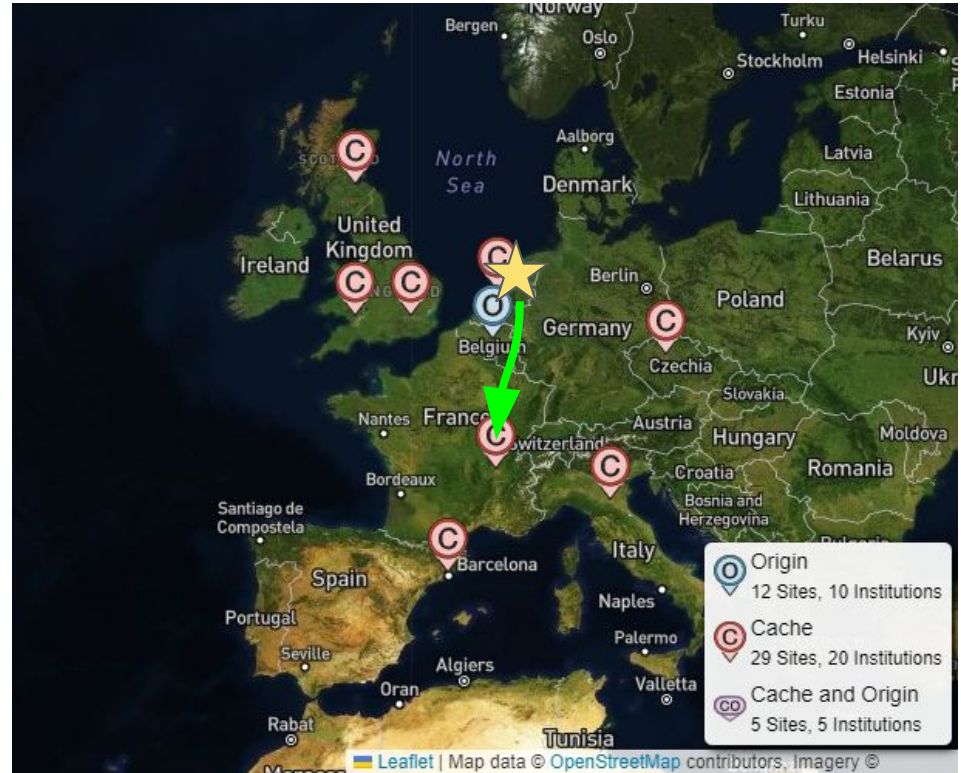 Norway
Bergen
Oslo
Turku
Helsinki
Stockholm
Estonia
Aalborg
North
Sea
Latvia
Denmark
Lithuania
C
United
Kingdom
Ireland
C
C
C
Berlin
Belarus
Poland
O
C
Germany
Belgium
Kyiv
Czechia
Ukr
Slovakia
Nantes
France
Austria
Hungary
Moldova
C
Switzerland
C
Croatia
Romania
Bordeaux
Bosnia and
Herzegovina
Santiago de
Compostela
C
Barcelona
Italy
Spain
Naples
Portugal
Palermo
Seville
Algiers
Valletta
Oran
Rabat
Tunisia
O
Origin
12 Sites, 10 Institutions
C
Cache
29 Sites, 20 Institutions
CO
Cache and Origin
5 Sites, 5 Institutions
Leaflet | Map data © OpenStreetMap contributors, Imagery ©